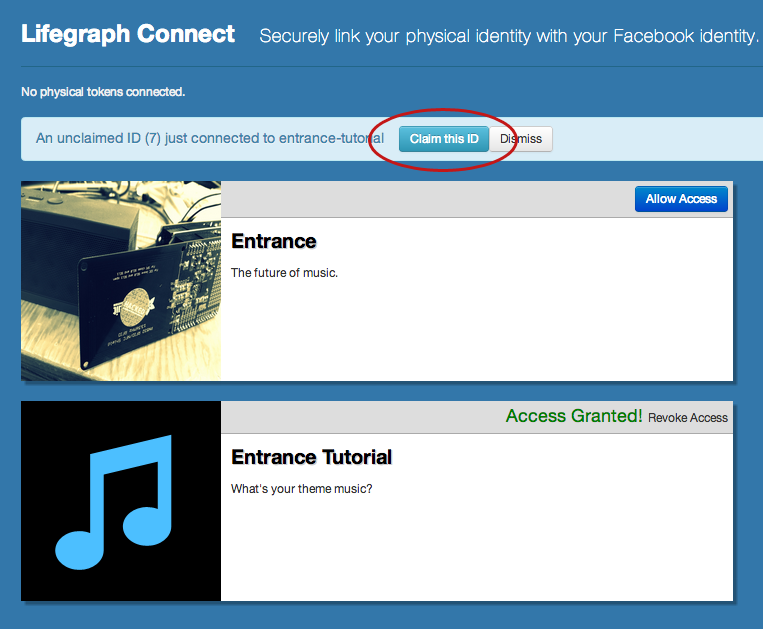 Lifegraph Connect Securely link your physical identity with your Facebook identity.
No physical tokens connected.
An unclaimed ID (7) just connected to entrance-tutorial Claim this ID Dismiss
Allow Access
Entrance
The future of music.
Access Granted! Revoke Access
Entrance Tutorial
What's your theme music?